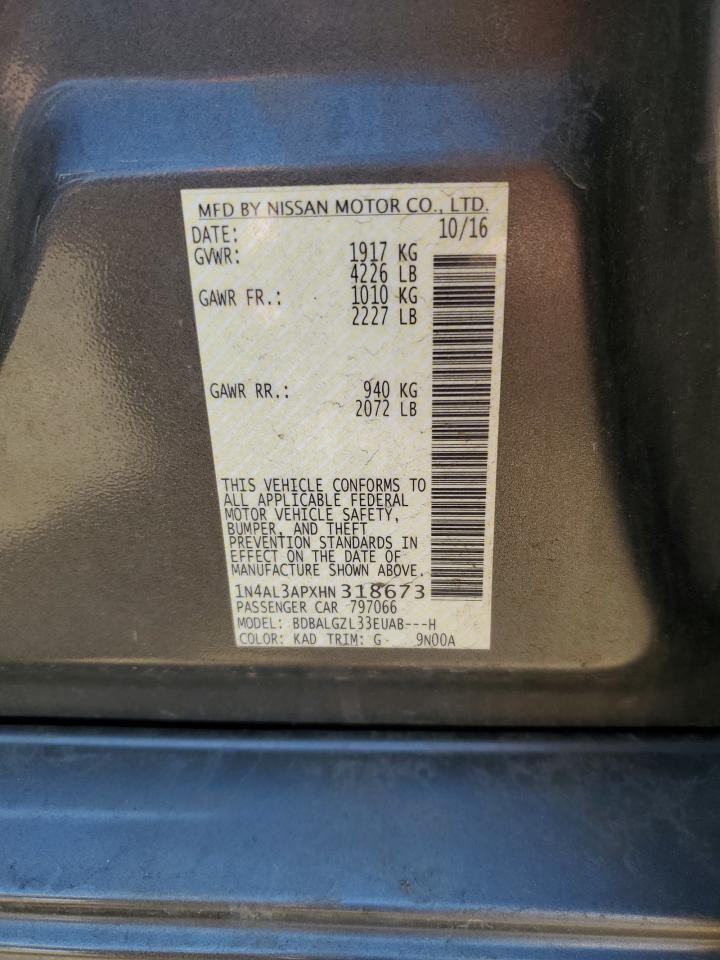 MFD BY NISSAN MOTOR CO., LTD.
DATE: 10/16
GVWR: 1917 KG
4226 LB
GAWR FR.: 1010 KG
2227 LB
GAWR RR.: 940 KG
2072 LB
THIS VEHICLE CONFORMS TO
ALL APPLICABLE FEDERAL
MOTOR VEHICLE SAFETY,
BUMPER, AND THEFT
PREVENTION STANDARDS IN
EFFECT ON THE DATE OF
MANUFACTURE SHOWN ABOVE.
1N4AL3APXHN318673
PASSENGER CAR 797066
MODEL: BDBALGZL33EUAB---H
COLOR: KAD TRIM: G 9N00A